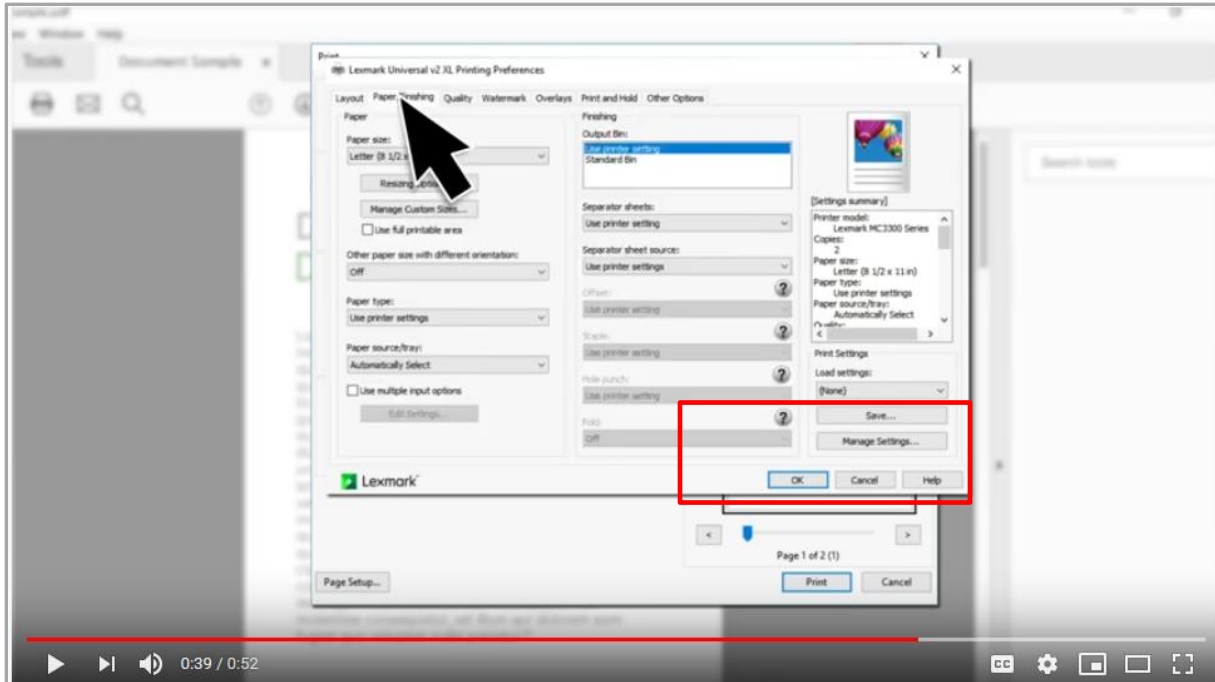 Window Help
Tools Document Sample ×
Print
Lexmark Universal v2 XL Printing Preferences
Layout Paper/Finishing Quality Watermark Overlays Print and Hold Other Options
Paper
Paper size:
Letter (8 1/2 x
Manage Custom Sizes...
Use full printable area
Other paper size with different orientation:
Off
Paper type:
Use printer settings
Paper source/tray:
Automatically Select
Use multiple input options
Edit Settings...
Finishing
Output Bin:
Use printer setting
Standard Bin
Separator sheets:
Use printer setting
Separator sheet source:
Use printer settings
Offset:
Use printer setting
Staple:
Use printer setting
Hole punch:
Use printer setting
Fold:
Off
[Settings summary]
Printer model:
Lexmark MC3300 Series
Copies:
2
Paper size:
Letter (8 1/2 x 11 in)
Paper type:
Use printer settings
Paper source/tray:
Automatically Select
Quality:
Print Settings
Load settings:
(None)
Save...
Manage Settings...
Lexmark
OK Cancel Help
Search tools
< >
Page 1 of 2 (1)
Page Setup... Print Cancel
0:39 / 0:52
CC